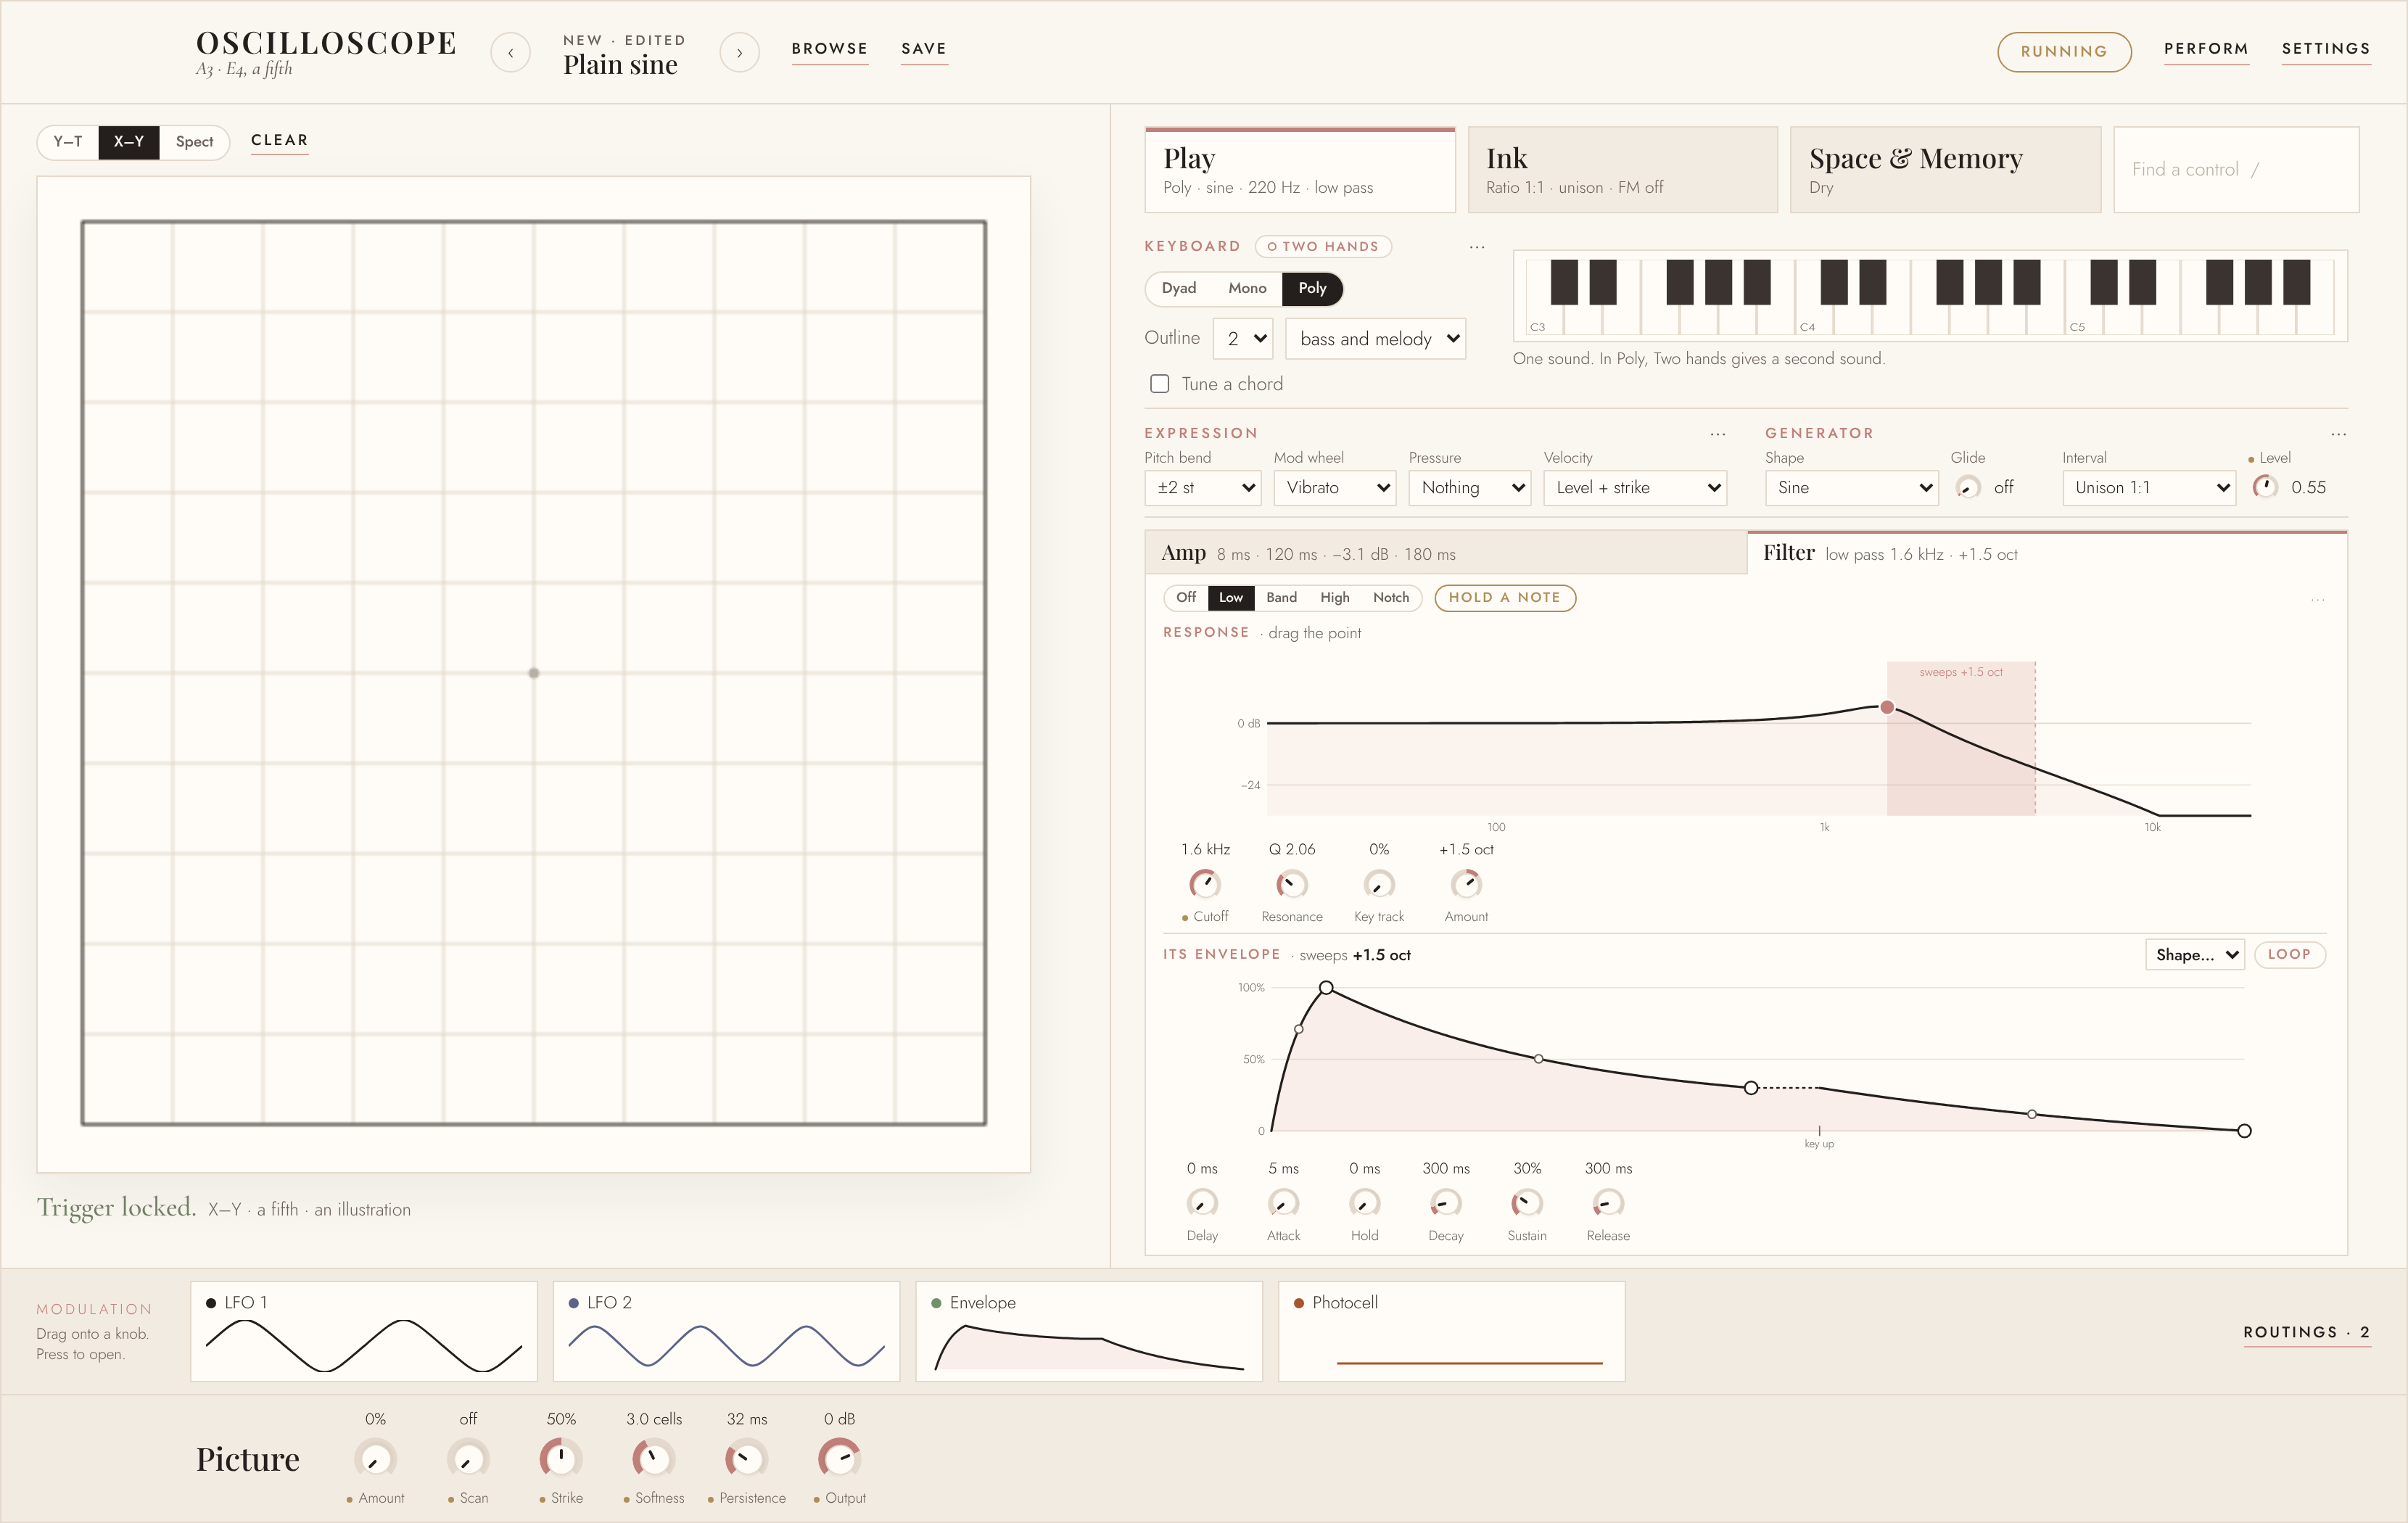 OSCILLOSCOPE
A3 · E4, a fifth
‹
NEW · EDITED
Plain sine
›
BROWSE
SAVE
RUNNING
PERFORM
SETTINGS
Y–T X–Y Spect
CLEAR
Trigger locked. X–Y · a fifth · an illustration
Play
Poly · sine · 220 Hz · low pass
Ink
Ratio 1:1 · unison · FM off
Space & Memory
Dry
Find a control /
KEYBOARD TWO HANDS ...
Dyad Mono Poly
Outline 2 bass and melody
Tune a chord
C3 C4 C5
One sound. In Poly, Two hands gives a second sound.
EXPRESSION ...
Pitch bend Mod wheel Pressure Velocity
±2 st Vibrato Nothing Level + strike
GENERATOR ...
Shape Glide Interval Level
Sine off Unison 1:1 0.55
Amp 8 ms · 120 ms · −3.1 dB · 180 ms
Filter low pass 1.6 kHz · +1.5 oct
Off Low Band High Notch HOLD A NOTE ...
RESPONSE · drag the point
sweeps +1.5 oct
0 dB
−24
100 1k 10k
1.6 kHz Q 2.06 0% +1.5 oct
Cutoff Resonance Key track Amount
ITS ENVELOPE · sweeps +1.5 oct Shape... LOOP
100%
50%
0
key up
0 ms 5 ms 0 ms 300 ms 30% 300 ms
Delay Attack Hold Decay Sustain Release
MODULATION
Drag onto a knob.
Press to open.
LFO 1
LFO 2
Envelope
Photocell
ROUTINGS · 2
Picture
0% off 50% 3.0 cells 32 ms 0 dB
Amount Scan Strike Softness Persistence Output